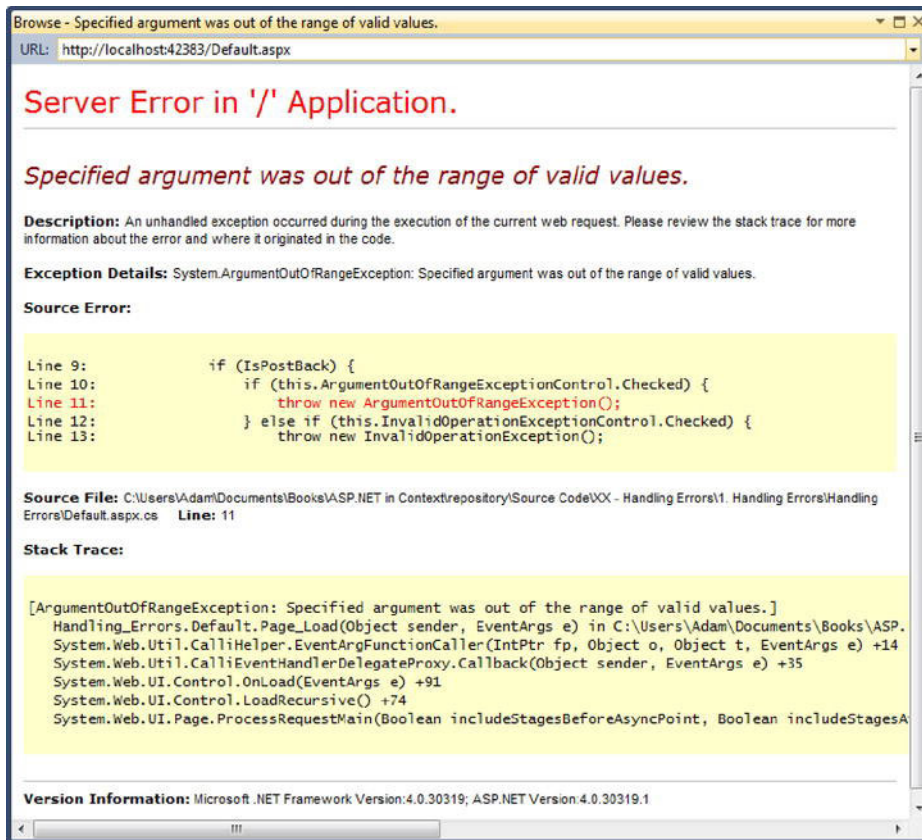 Browse - Specified argument was out of the range of valid values.
URL: http://localhost:42383/Default.aspx
Server Error in '/' Application.
Specified argument was out of the range of valid values.
Description: An unhandled exception occurred during the execution of the current web request. Please review the stack trace for more
information about the error and where it originated in the code.
Exception Details: System.ArgumentOutOfRangeException: Specified argument was out of the range of valid values.
Source Error:
Line 9:             if (IsPostBack) {
Line 10:                 if (this.ArgumentOutOfRangeExceptionControl.Checked) {
Line 11:                     throw new ArgumentOutOfRangeException();
Line 12:                 } else if (this.InvalidOperationExceptionControl.Checked) {
Line 13:                     throw new InvalidOperationException();
Source File: C:\Users\Adam\Documents\Books\ASP.NET in Context\repository\Source Code\XX - Handling Errors\1. Handling Errors\Handling
Errors\Default.aspx.cs    Line: 11
Stack Trace:
[ArgumentOutOfRangeException: Specified argument was out of the range of valid values.]
Handling_Errors.Default.Page_Load(Object sender, EventArgs e) in C:\Users\Adam\Documents\Books\ASP.
System.Web.Util.CalliHelper.EventArgFunctionCaller(IntPtr fp, Object o, Object t, EventArgs e) +14
System.Web.Util.CalliEventHandlerDelegateProxy.Callback(Object sender, EventArgs e) +35
System.Web.UI.Control.OnLoad(EventArgs e) +91
System.Web.UI.Control.LoadRecursive() +74
System.Web.UI.Page.ProcessRequestMain(Boolean includeStagesBeforeAsyncPoint, Boolean includeStagesA
Version Information: Microsoft .NET Framework Version:4.0.30319; ASP.NET Version:4.0.30319.1